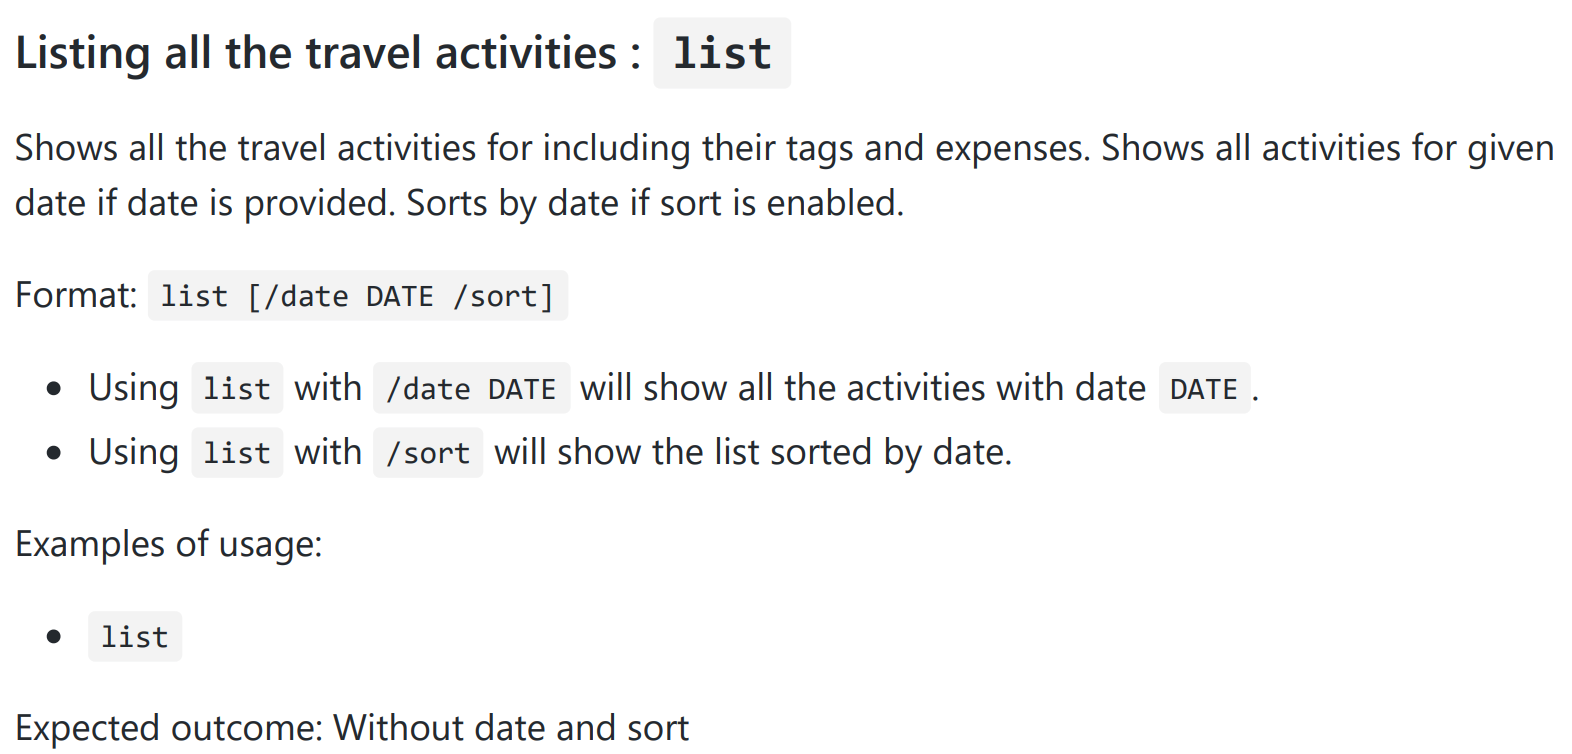 Listing all the travel activities : list
Shows all the travel activities for including their tags and expenses. Shows all activities for given
date if date is provided. Sorts by date if sort is enabled.
Format: list [/date DATE /sort]
• Using list with /date DATE will show all the activities with date DATE.
• Using list with /sort will show the list sorted by date.
Examples of usage:
• list
Expected outcome: Without date and sort